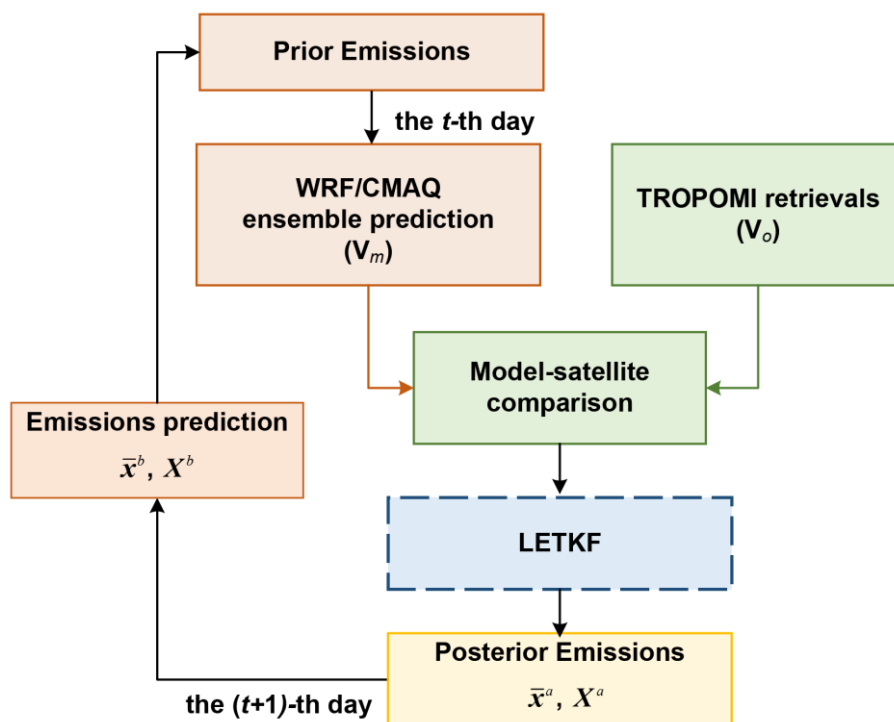 Prior Emissions
the t-th day
WRF/CMAQ
ensemble prediction
(Vₘ)
TROPOMI retrievals
(Vₒ)
Model-satellite
comparison
Emissions prediction
x̄ᵇ, Xᵇ
LETKF
Posterior Emissions
x̄ᵃ, Xᵃ
the (t+1)-th day